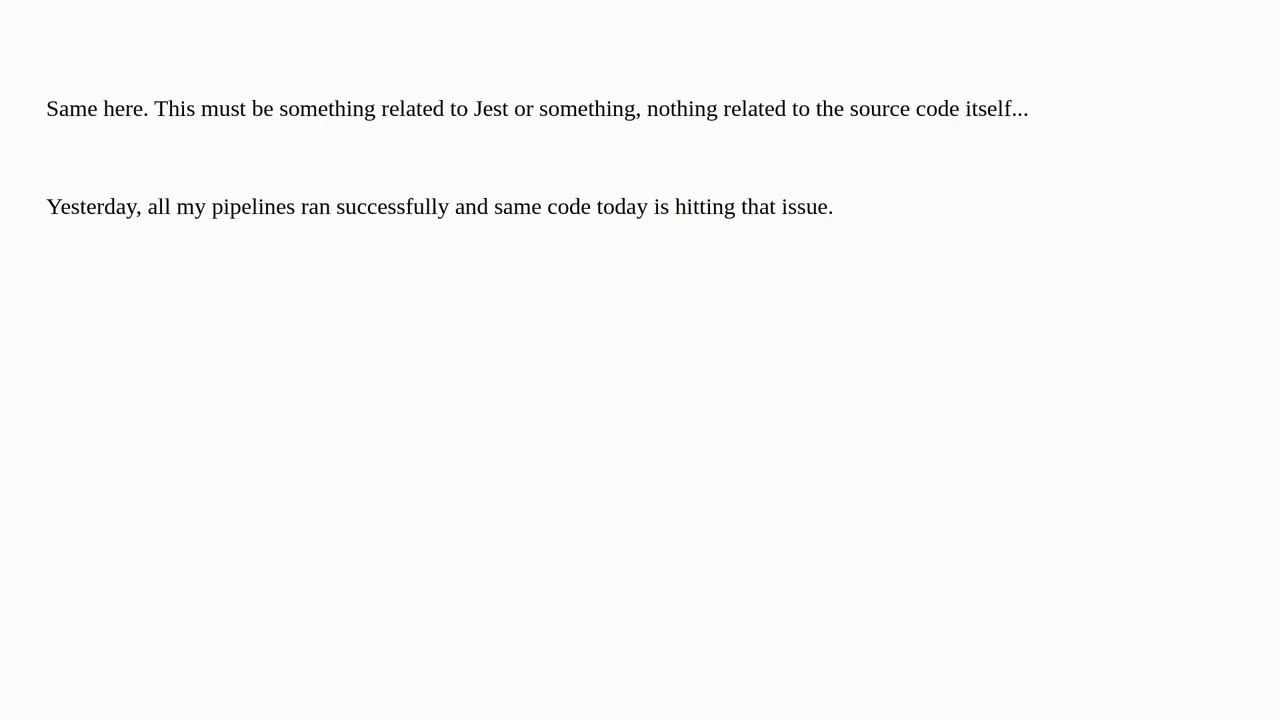 Same here. This must be something related to Jest or something, nothing related to the source code itself...
Yesterday, all my pipelines ran successfully and same code today is hitting that issue.